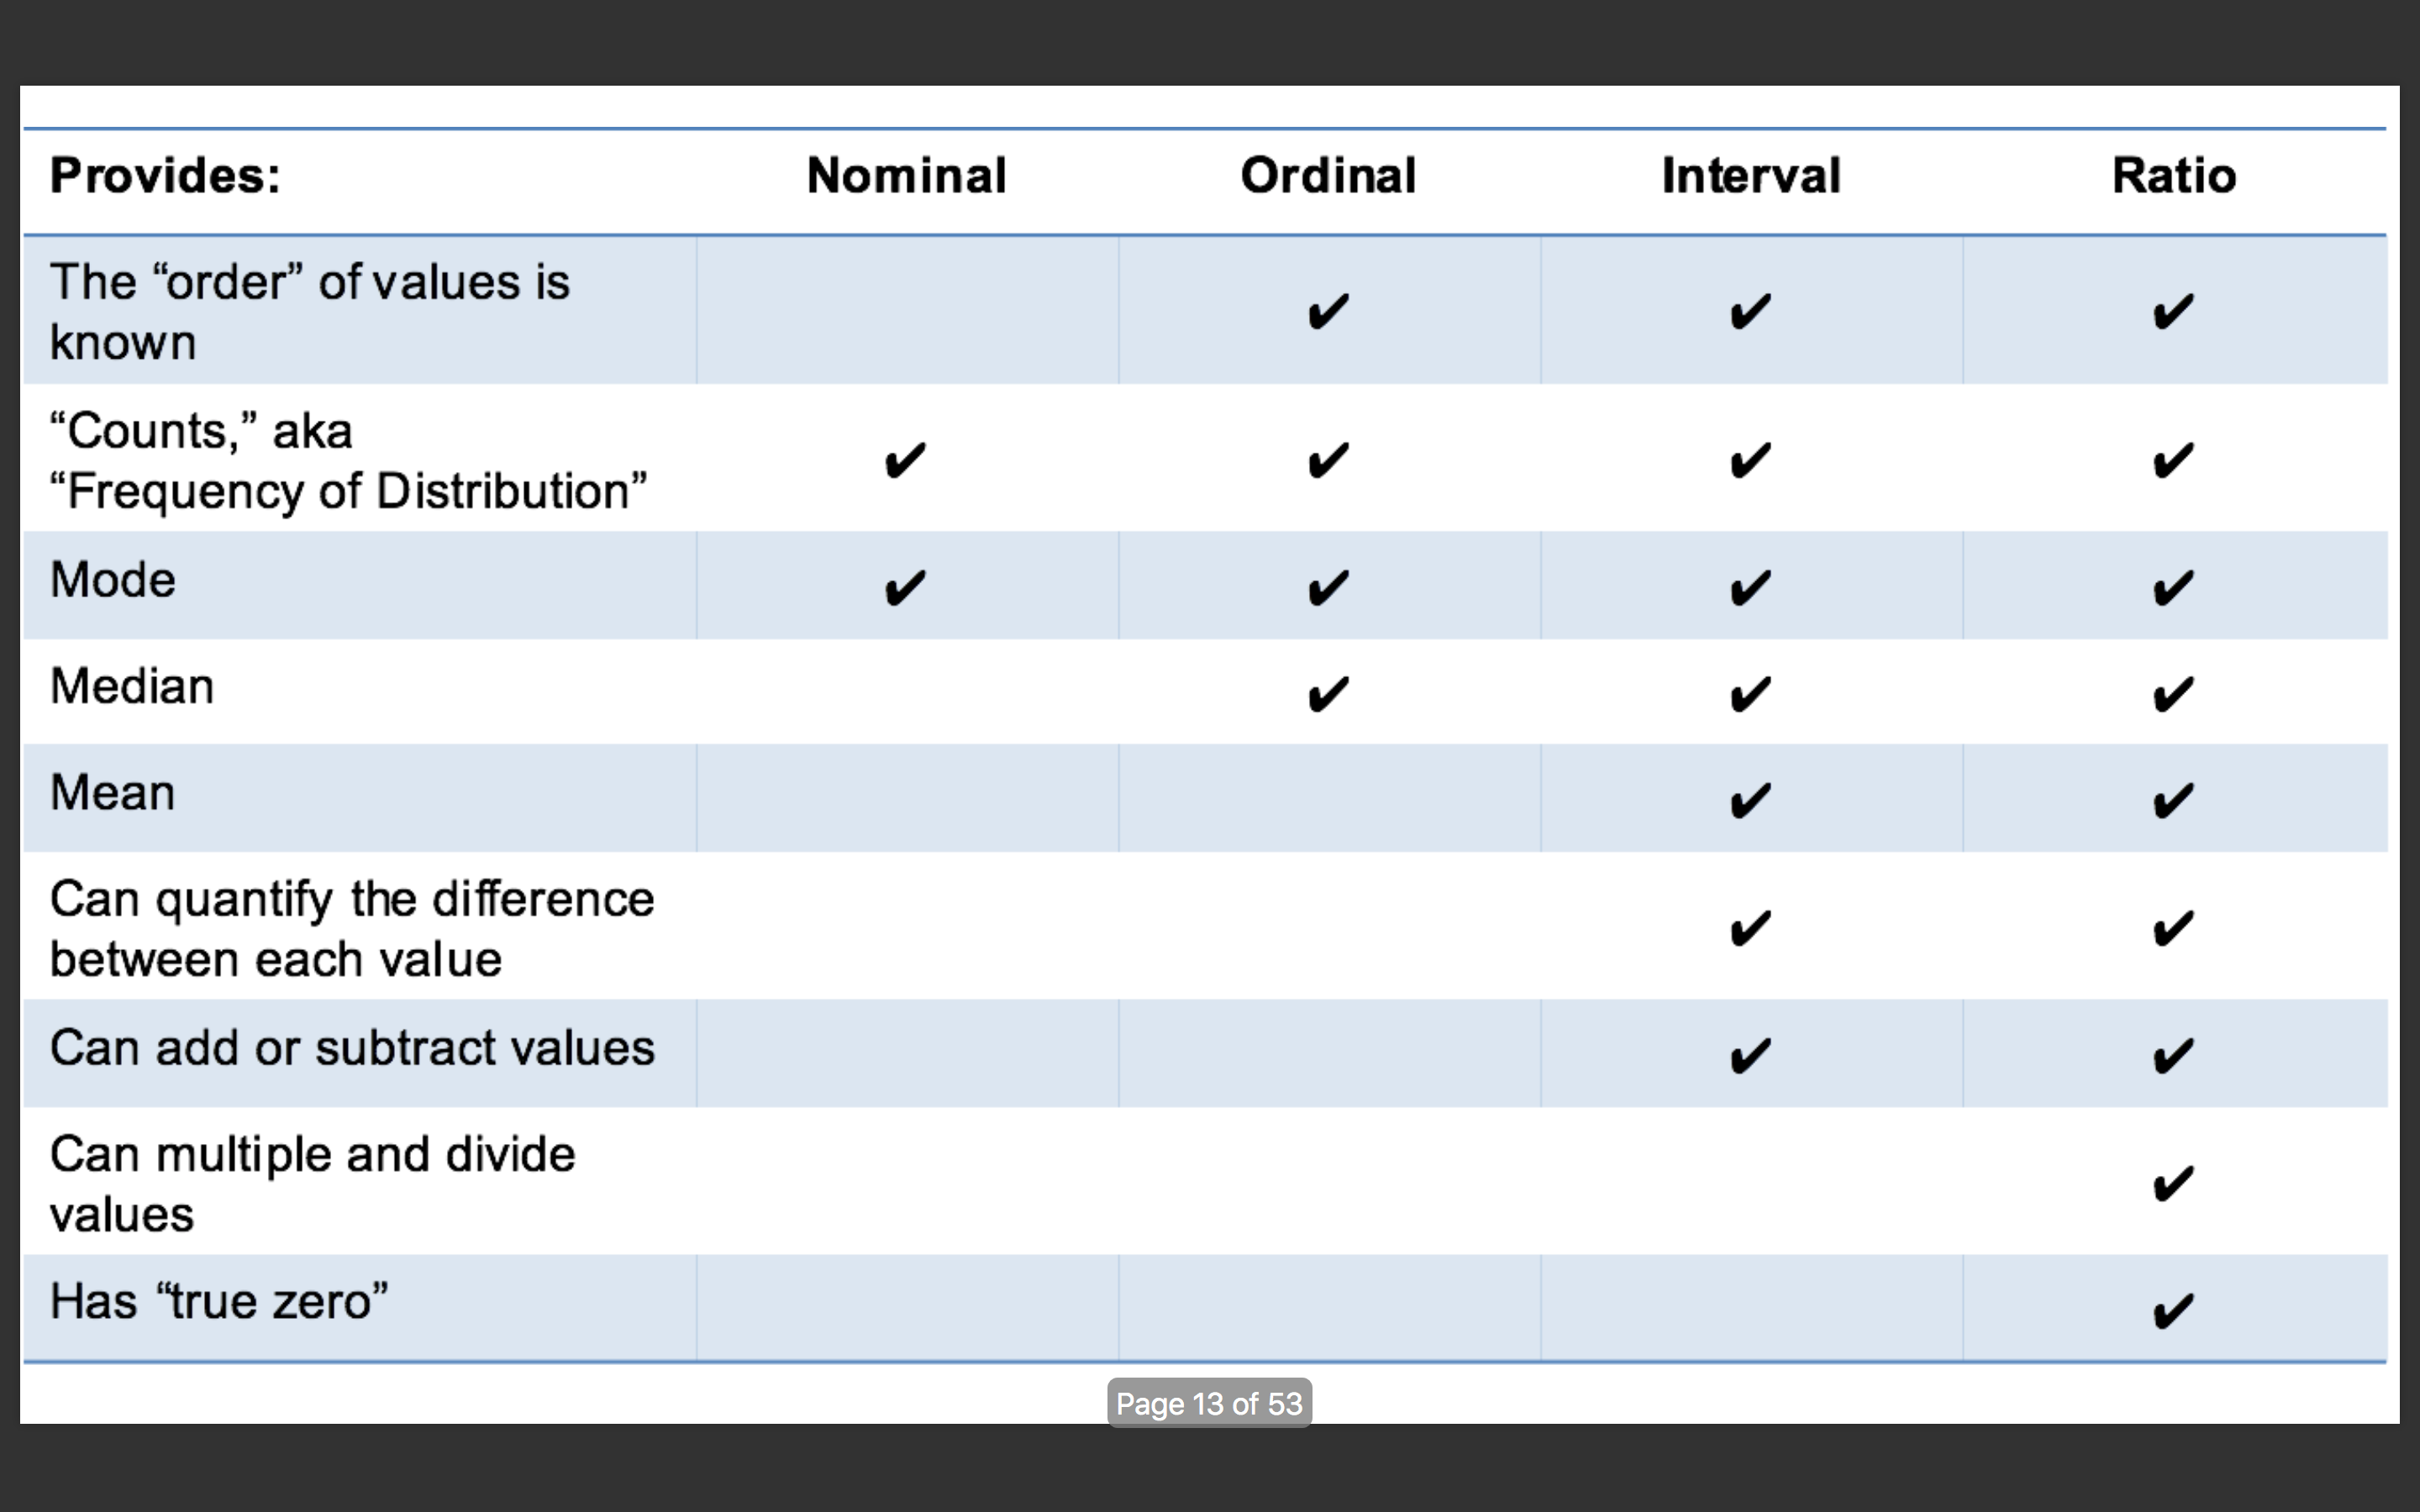 Provides: Nominal Ordinal Interval Ratio
The “order” of values is
known ✔ ✔ ✔
“Counts,” aka
“Frequency of Distribution” ✔ ✔ ✔ ✔
Mode ✔ ✔ ✔ ✔
Median ✔ ✔ ✔
Mean ✔ ✔
Can quantify the difference
between each value ✔ ✔
Can add or subtract values ✔ ✔
Can multiple and divide
values ✔
Has “true zero” ✔
Page 13 of 53